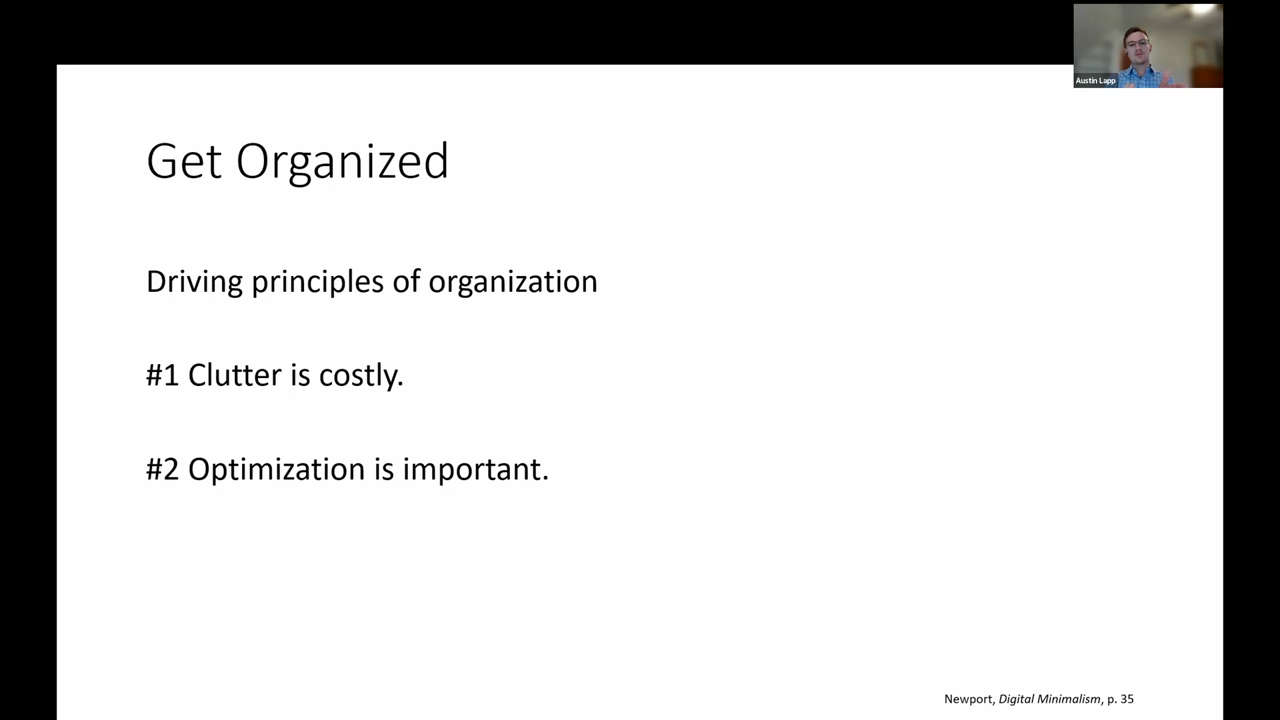 Austin Lapp
Get Organized
Driving principles of organization
#1 Clutter is costly.
#2 Optimization is important.
Newport, Digital Minimalism, p. 35